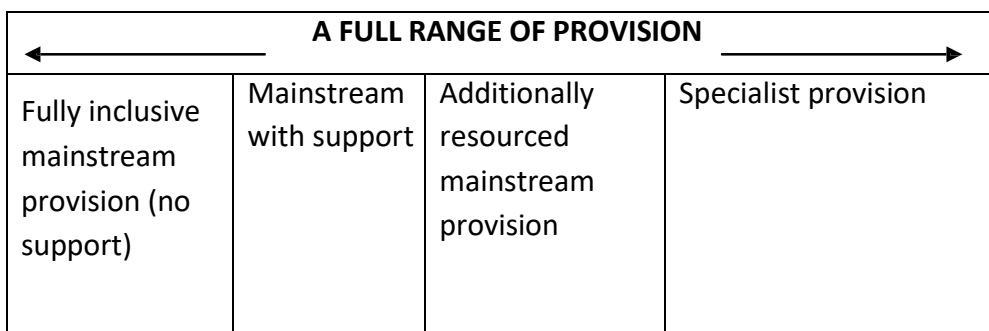 A FULL RANGE OF PROVISION
Fully inclusive
mainstream
provision (no
support)
Mainstream
with support
Additionally
resourced
mainstream
provision
Specialist provision